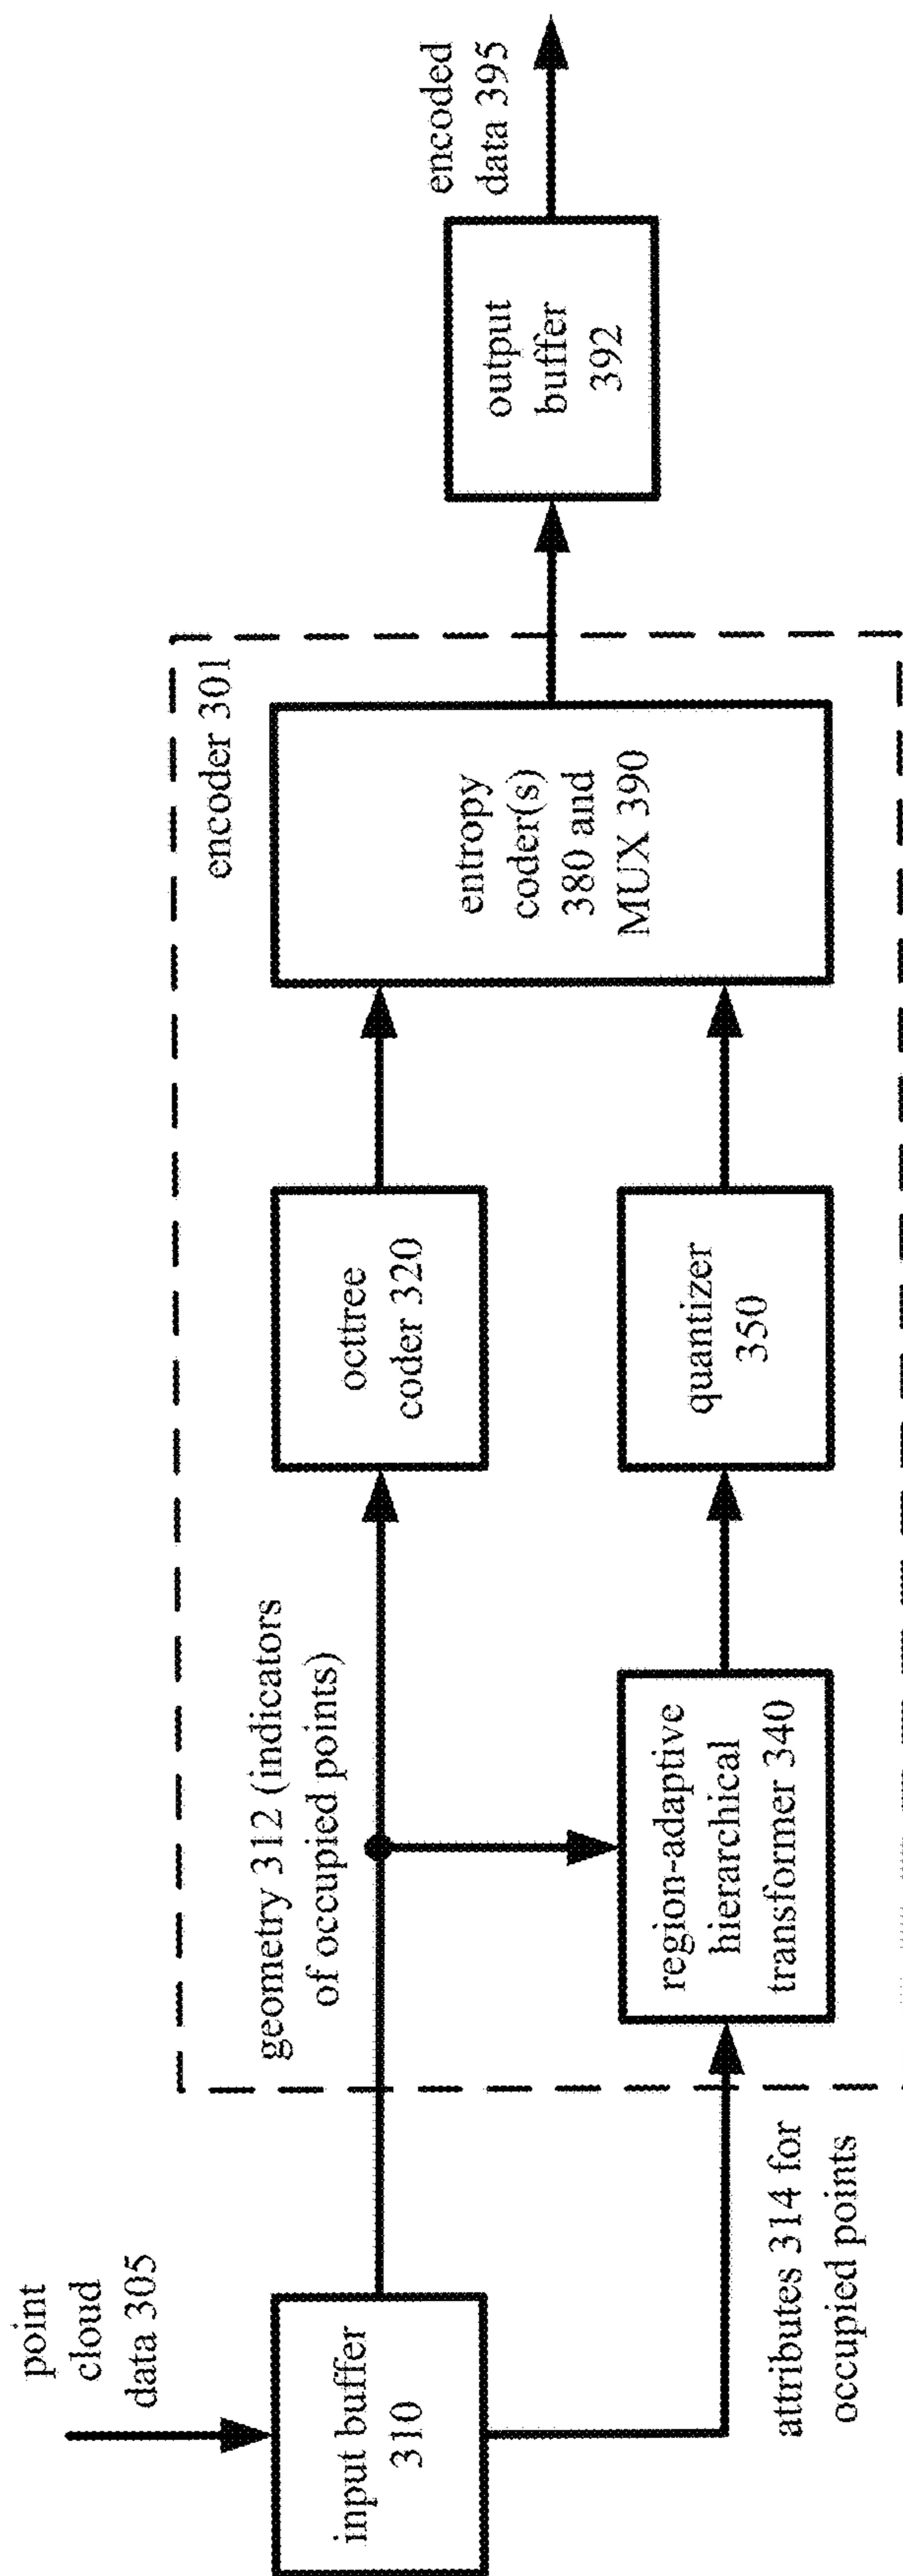 point
cloud
data 305
input buffer
310
geometry 312 (indicators
of occupied points)
attributes 314 for
occupied points
encoder 301
octtree
coder 320
region-adaptive
hierarchical
transformer 340
quantizer
350
entropy
coder(s)
380 and
MUX 390
output
buffer
392
encoded
data 395